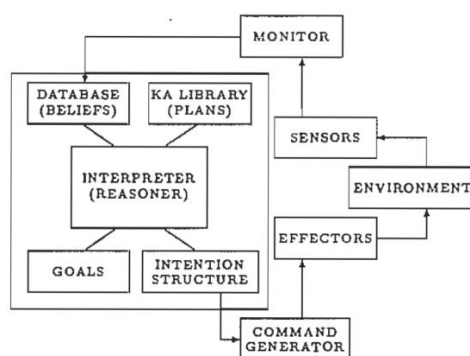 MONITOR
DATABASE
(BELIEFS)
KA LIBRARY
(PLANS)
SENSORS
INTERPRETER
(REASONER)
ENVIRONMENT
EFFECTORS
GOALS
INTENTION
STRUCTURE
COMMAND
GENERATOR